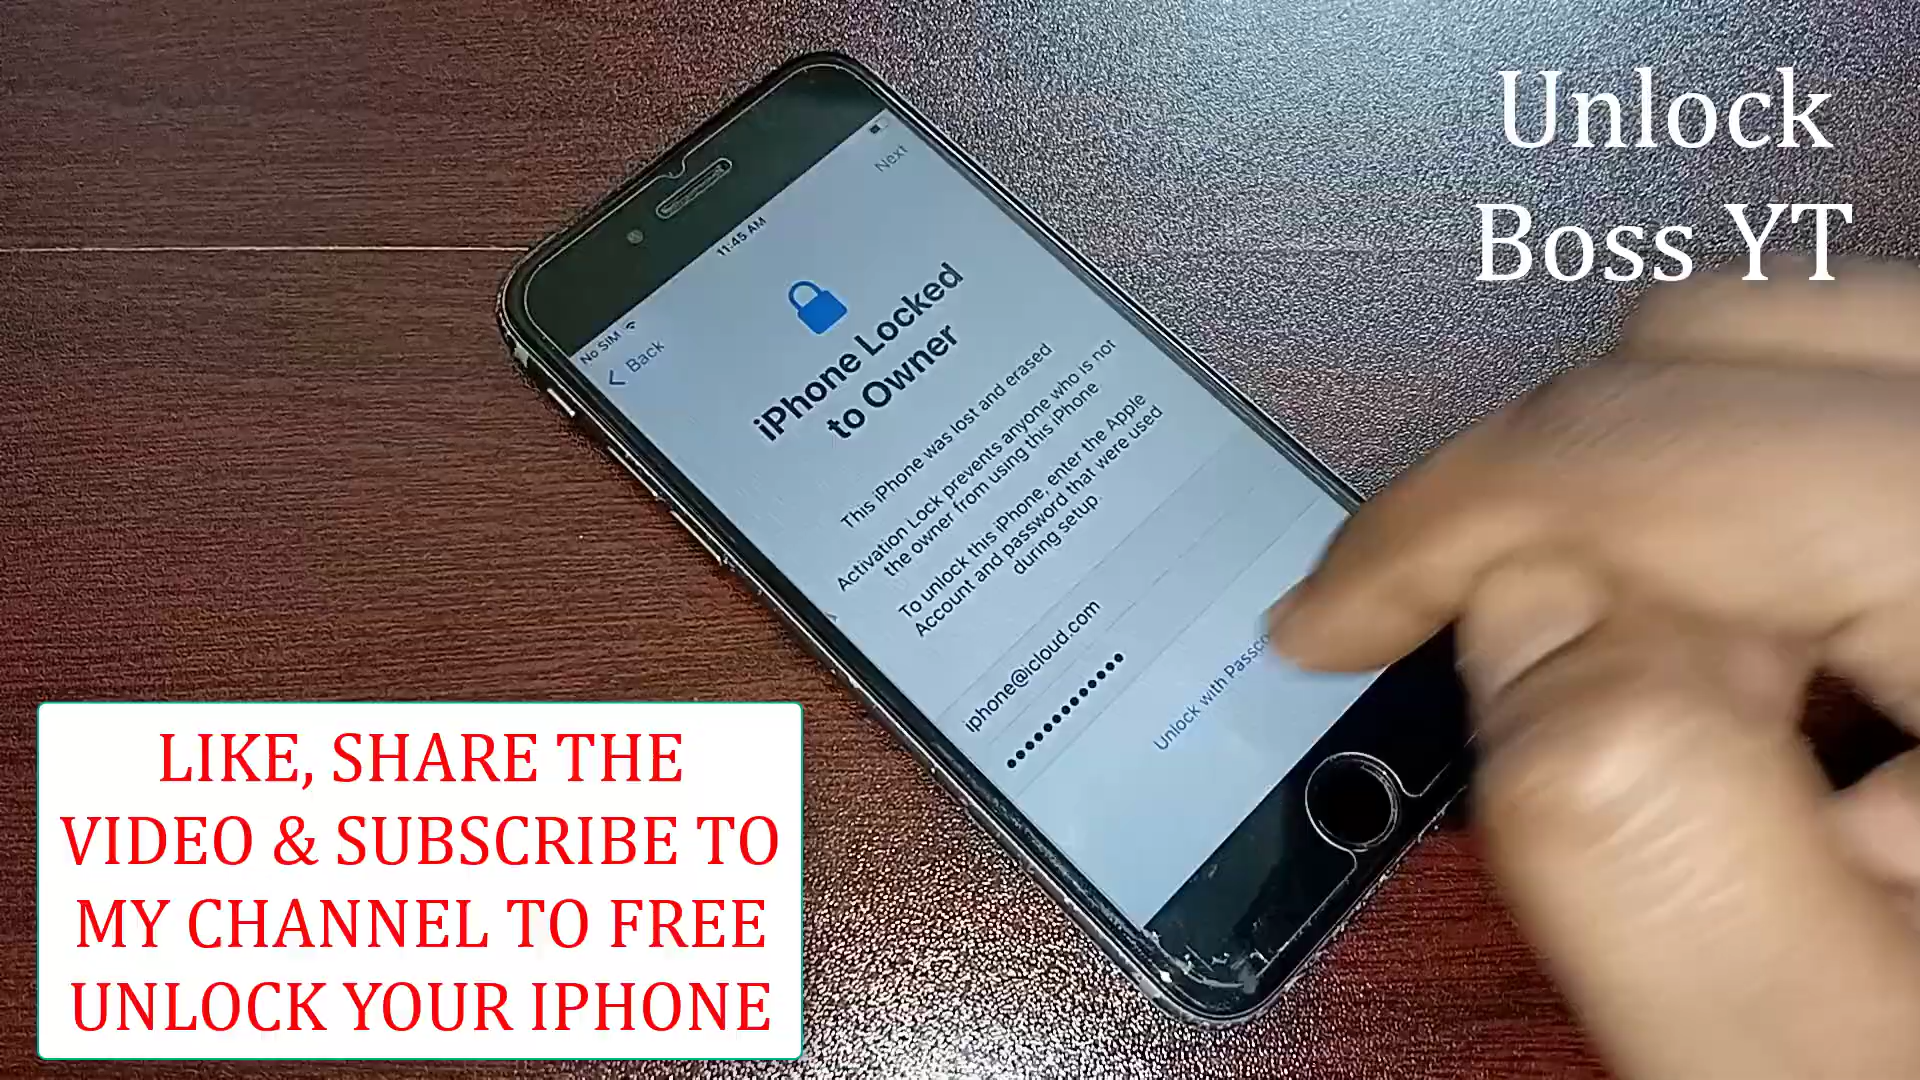 Unlock
Boss YT
No SIM
11:45 AM
Back
Next
iPhone Locked
to Owner
This iPhone was lost and erased
Activation Lock prevents anyone who is not
the owner from using this iPhone
To unlock this iPhone, enter the Apple
Account and password that were used
during setup.
iphone@icloud.com
Unlock with Passco
LIKE, SHARE THE
VIDEO & SUBSCRIBE TO
MY CHANNEL TO FREE
UNLOCK YOUR IPHONE